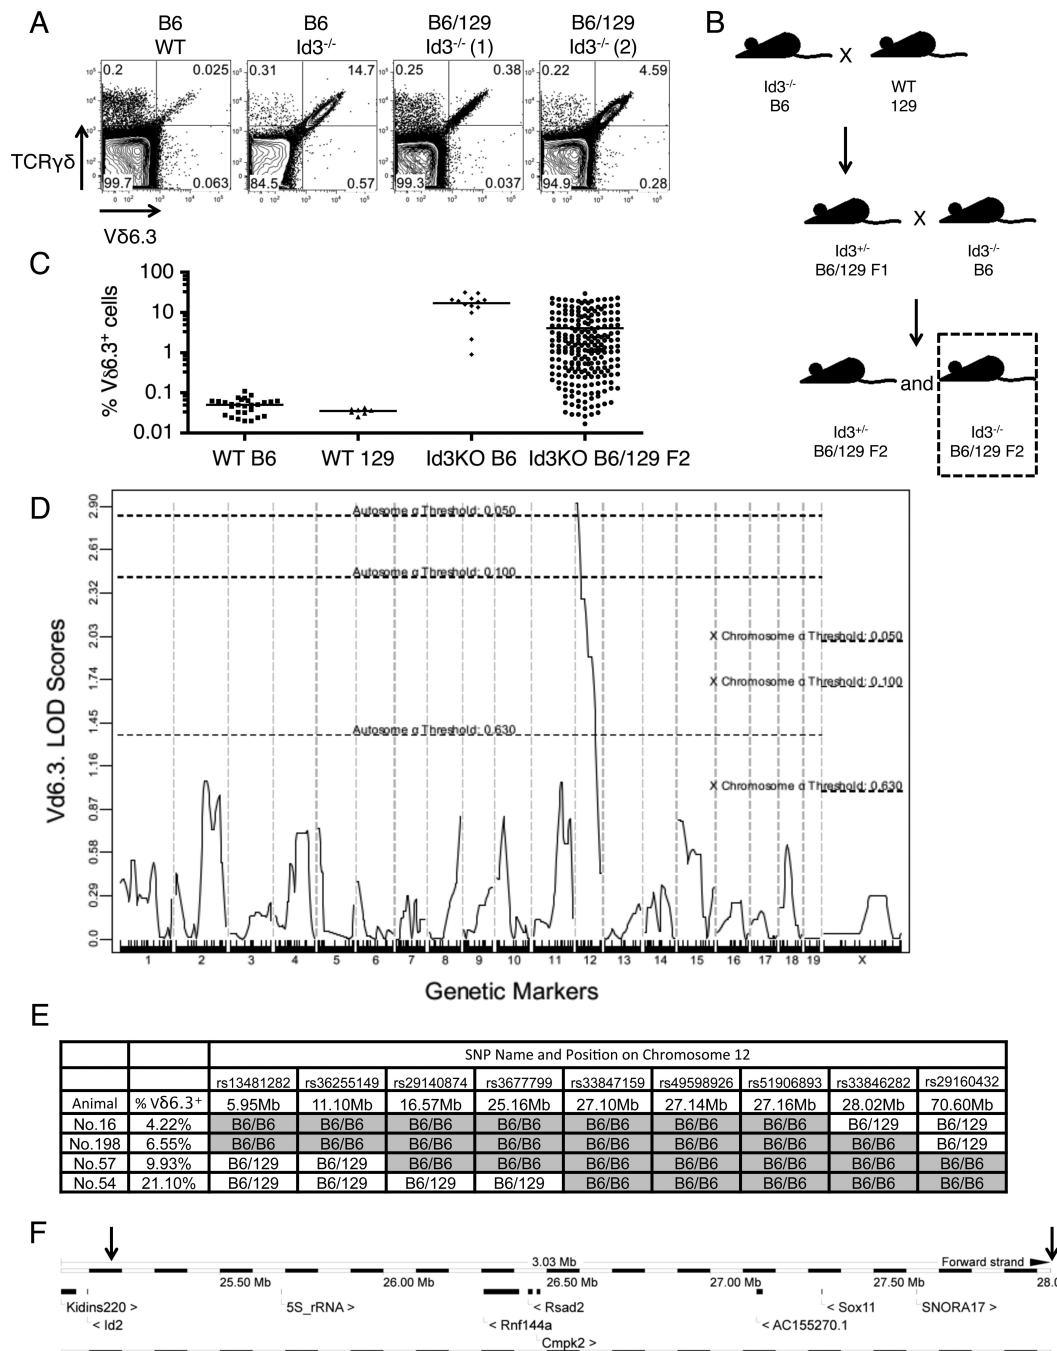 A
B6
WT
B6
Id3-/-
B6/129
Id3-/- (1)
B6/129
Id3-/- (2)
0.2 0.025
99.7 0.063
0.31 14.7
84.5 0.57
0.25 0.38
99.3 0.037
0.22 4.59
94.9 0.28
TCRγδ
Vδ6.3
B
X
Id3-/-
B6
WT
129
X
Id3+/-
B6/129 F1
Id3-/-
B6
and
Id3+/-
B6/129 F2
Id3-/-
B6/129 F2
C
% Vδ6.3+ cells
100
10
1
0.1
0.01
WT B6 WT 129 Id3KO B6 Id3KO B6/129 F2
D
Vd6.3. LOD Scores
2.90
2.61
2.32
2.03
1.74
1.45
1.16
0.87
0.58
0.29
0.0
Autosome α Threshold: 0.050
Autosome α Threshold: 0.100
X Chromosome α Threshold: 0.050
X Chromosome α Threshold: 0.100
Autosome α Threshold: 0.630
X Chromosome α Threshold: 0.630
1 2 3 4 5 6 7 8 9 10 11 12 13 14 15 16 17 18 19 X
Genetic Markers
E
SNP Name and Position on Chromosome 12
rs13481282 rs36255149 rs29140874 rs3677799 rs33847159 rs49598926 rs51906893 rs33846282 rs29160432
Animal % Vδ6.3+ 5.95Mb 11.10Mb 16.57Mb 25.16Mb 27.10Mb 27.14Mb 27.16Mb 28.02Mb 70.60Mb
No.16 4.22% B6/B6 B6/B6 B6/B6 B6/B6 B6/B6 B6/B6 B6/B6 B6/129 B6/129
No.198 6.55% B6/B6 B6/B6 B6/B6 B6/B6 B6/B6 B6/B6 B6/B6 B6/B6 B6/129
No.57 9.93% B6/129 B6/129 B6/B6 B6/B6 B6/B6 B6/B6 B6/B6 B6/B6 B6/B6
No.54 21.10% B6/129 B6/129 B6/129 B6/129 B6/B6 B6/B6 B6/B6 B6/B6 B6/B6
F
3.03 Mb Forward strand
25.50 Mb 26.00 Mb 26.50 Mb 27.00 Mb 27.50 Mb 28.0
Kidins220 > 5S_rRNA > < Rsad2 < Sox11 SNORA17 >
< Id2 < Rnf144a < AC155270.1
Cmpk2 >